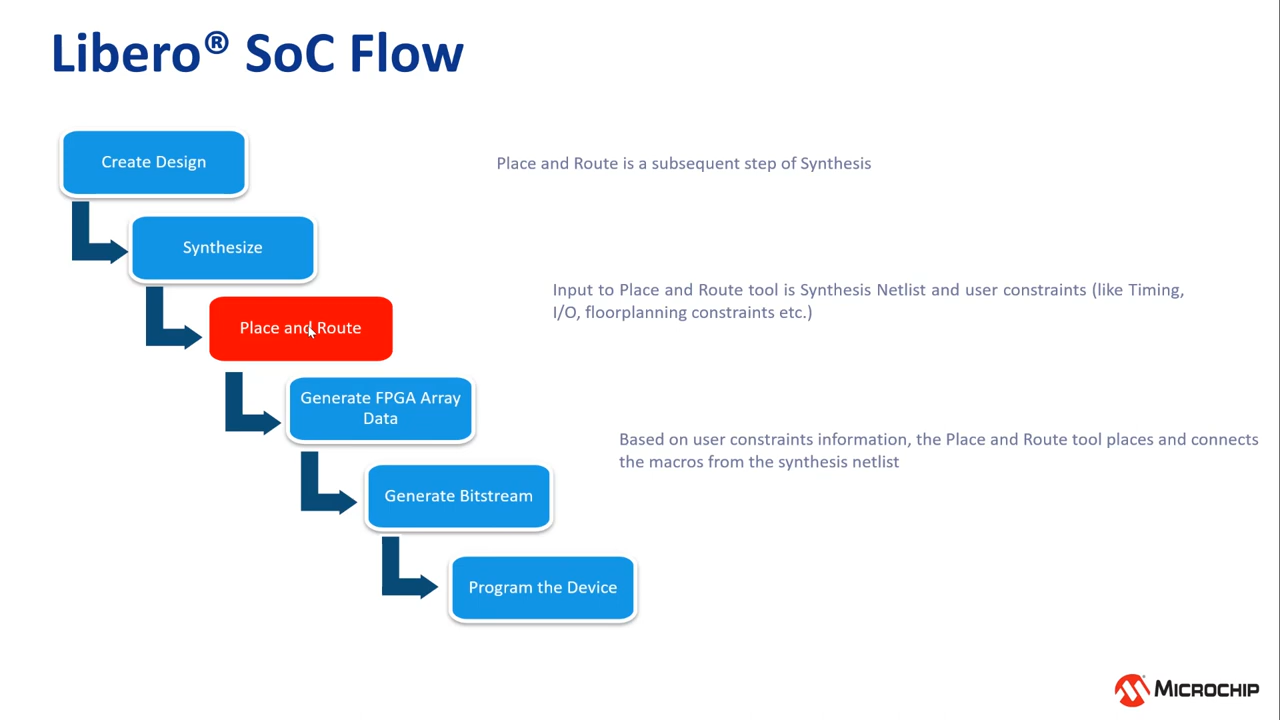 Libero® SoC Flow
Create Design
Place and Route is a subsequent step of Synthesis
Synthesize
Input to Place and Route tool is Synthesis Netlist and user constraints (like Timing,
I/O, floorplanning constraints etc.)
Place and Route
Generate FPGA Array
Data
Based on user constraints information, the Place and Route tool places and connects
the macros from the synthesis netlist
Generate Bitstream
Program the Device
MICROCHIP